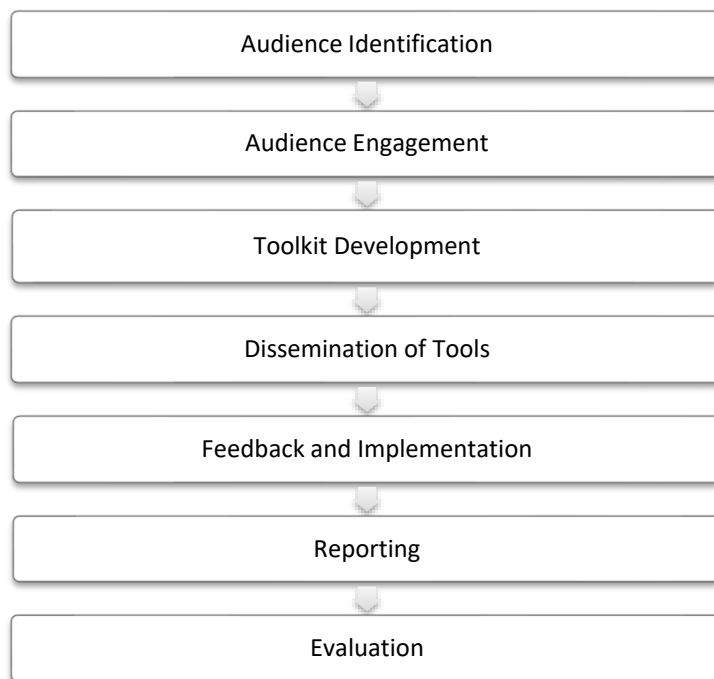 Audience Identification
Audience Engagement
Toolkit Development
Dissemination of Tools
Feedback and Implementation
Reporting
Evaluation